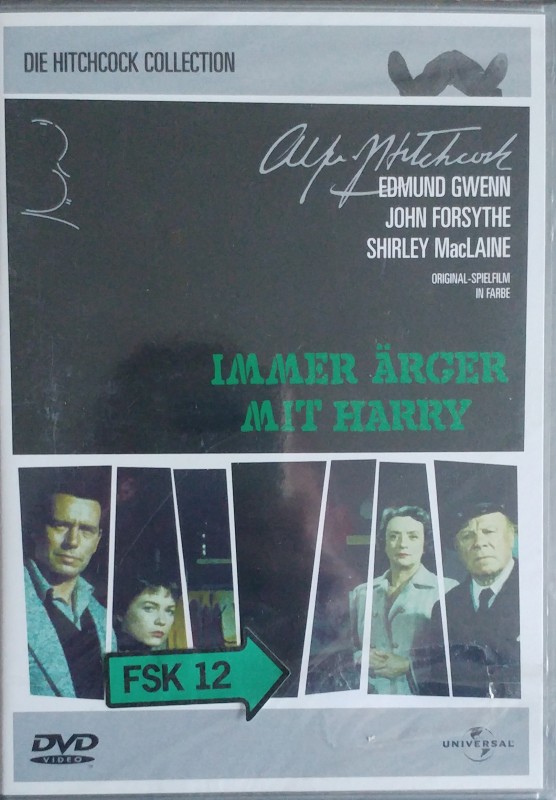 DIE HITCHCOCK COLLECTION
Alfred Hitchcock
EDMUND GWENN
JOHN FORSYTHE
SHIRLEY MacLAINE
ORIGINAL-SPIELFILM
IN FARBE
IMMER ÄRGER
MIT HARRY
FSK 12
DVD
VIDEO
UNIVERSAL